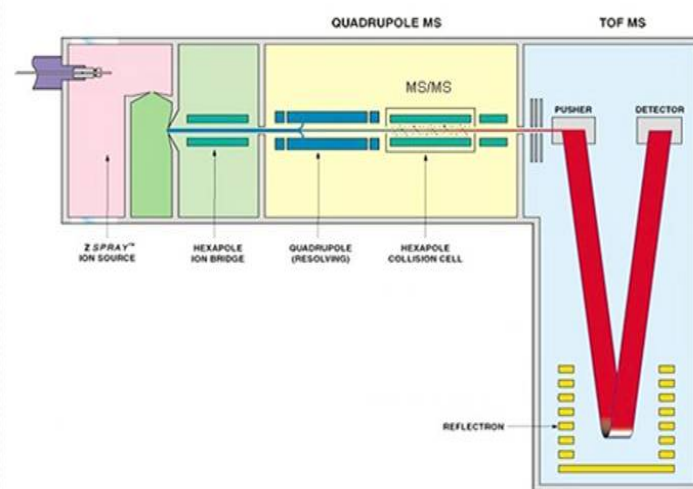 QUADRUPOLE MS
TOF MS
MS/MS
PUSHER
DETECTOR
Z SPRAY™
ION SOURCE
HEXAPOLE
ION BRIDGE
QUADRUPOLE
(RESOLVING)
HEXAPOLE
COLLISION CELL
REFLECTRON